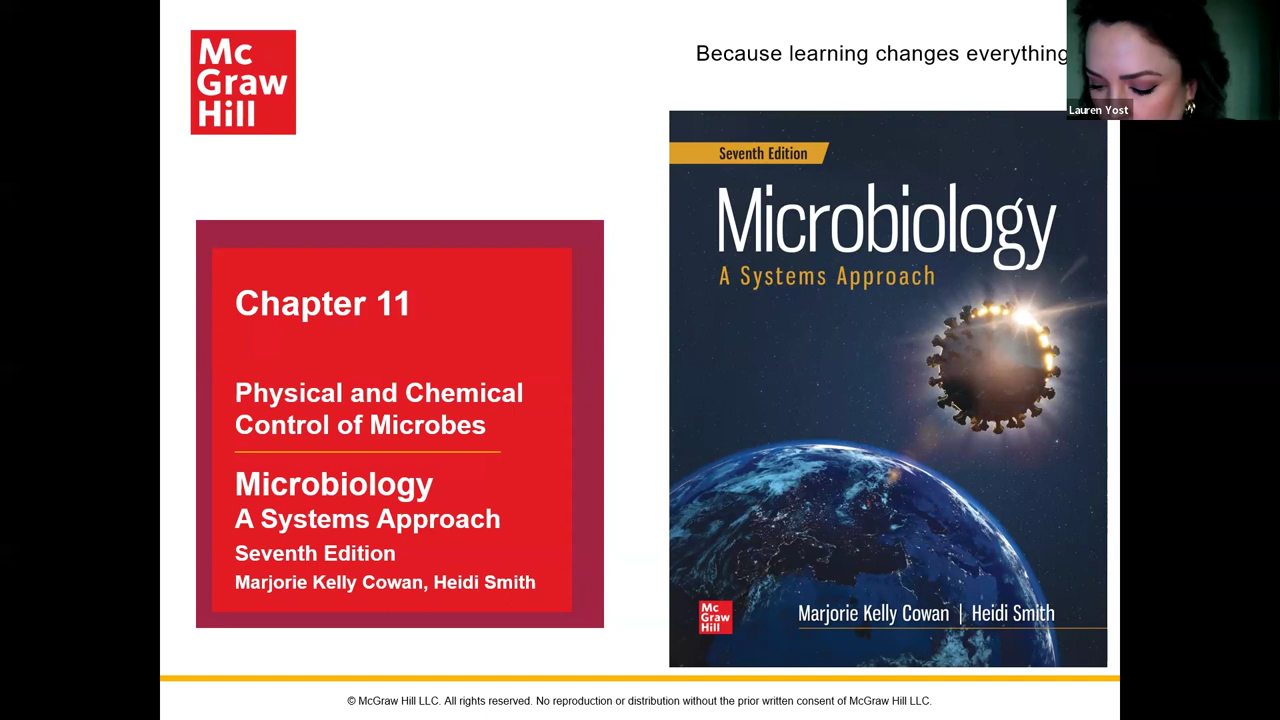 Mc
Graw
Hill
Because learning changes everything
Lauren Yost
Chapter 11
Physical and Chemical
Control of Microbes
Microbiology
A Systems Approach
Seventh Edition
Marjorie Kelly Cowan, Heidi Smith
Seventh Edition
Microbiology
A Systems Approach
Mc
Graw
Hill
Marjorie Kelly Cowan | Heidi Smith
© McGraw Hill LLC. All rights reserved. No reproduction or distribution without the prior written consent of McGraw Hill LLC.